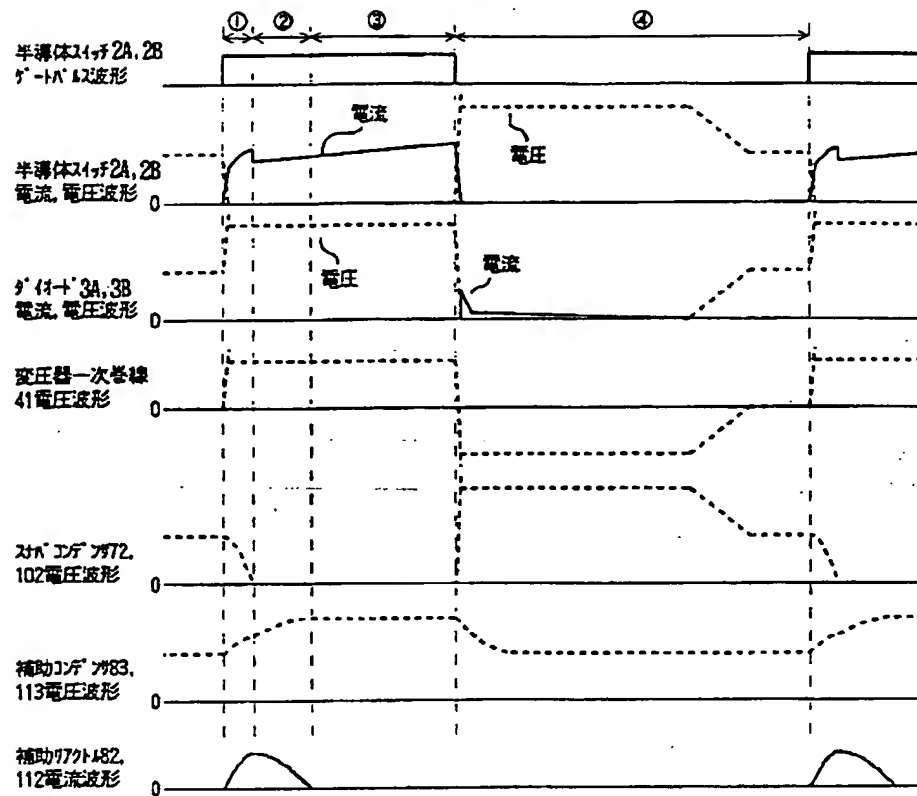 ① ② ③ ④
半導体スイッチ2A,2B
ゲートパルス波形
電流
電圧
半導体スイッチ2A,2B
電流,電圧波形
0
電圧
電流
ダイオード3A,3B
電流,電圧波形
0
変圧器一次巻線
41電圧波形
0
スナバコンデンサ72,
102電圧波形
0
補助コンデンサ83,
113電圧波形
0
補助リアクトル82,
112電流波形
0